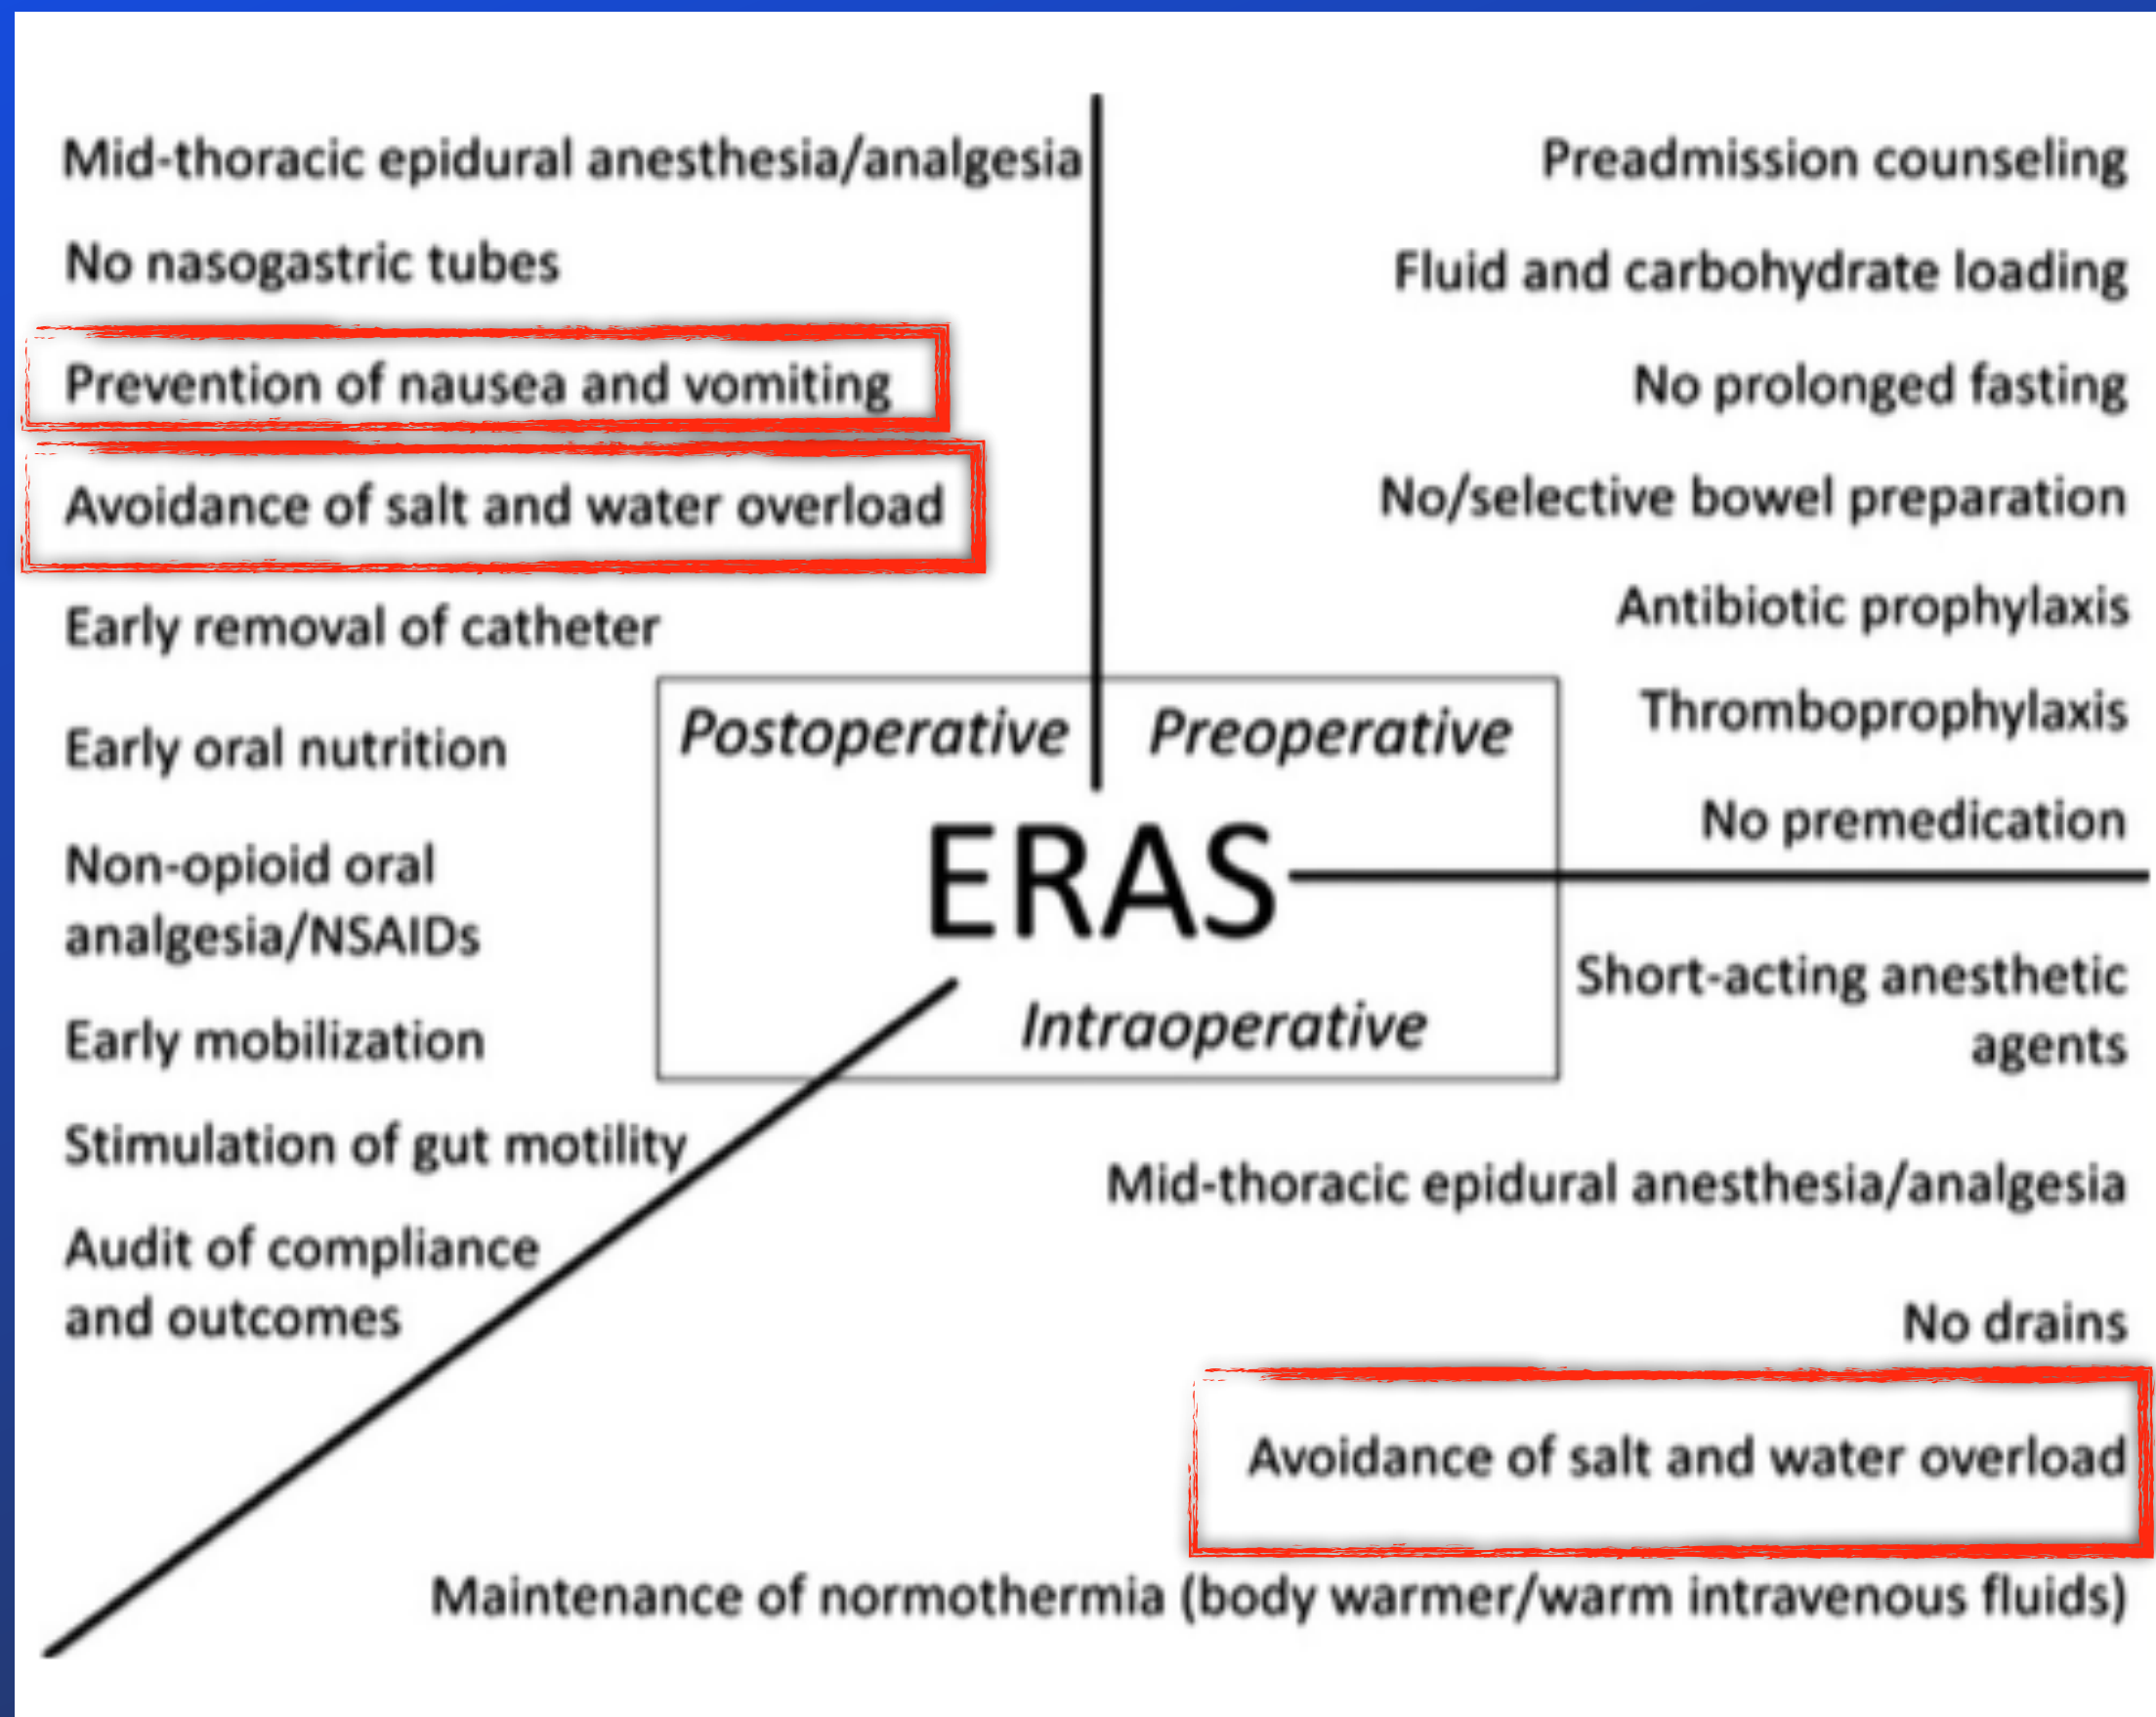 Mid-thoracic epidural anesthesia/analgesia
No nasogastric tubes
Prevention of nausea and vomiting
Avoidance of salt and water overload
Early removal of catheter
Early oral nutrition
Non-opioid oral
analgesia/NSAIDs
Early mobilization
Stimulation of gut motility
Audit of compliance
and outcomes
Preadmission counseling
Fluid and carbohydrate loading
No prolonged fasting
No/selective bowel preparation
Antibiotic prophylaxis
Thromboprophylaxis
No premedication
Postoperative
Preoperative
ERAS
Intraoperative
Short-acting anesthetic
agents
Mid-thoracic epidural anesthesia/analgesia
No drains
Avoidance of salt and water overload
Maintenance of normothermia (body warmer/warm intravenous fluids)